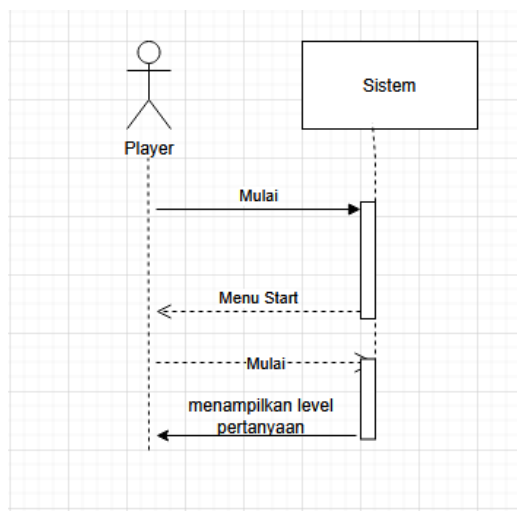 Sistem
Player
Mulai
Menu Start
Mulai
menampilkan level
pertanyaan